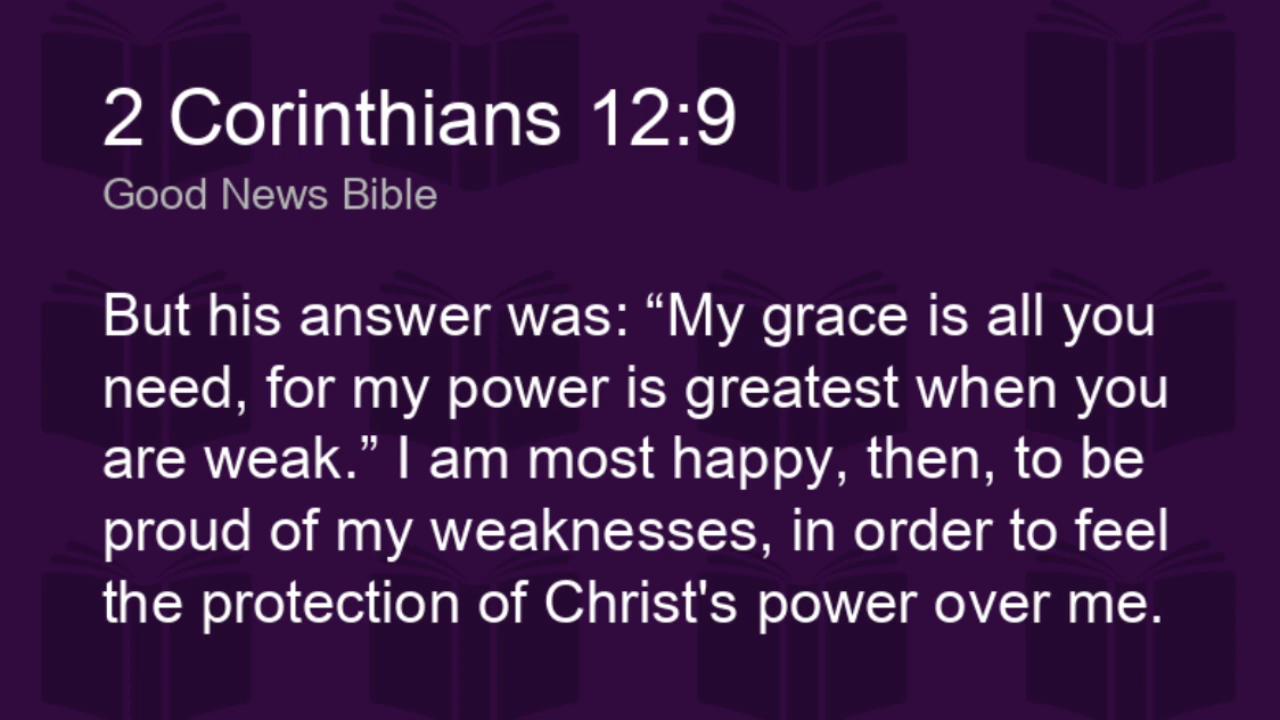 2 Corinthians 12:9
Good News Bible
But his answer was: “My grace is all you
need, for my power is greatest when you
are weak.” I am most happy, then, to be
proud of my weaknesses, in order to feel
the protection of Christ's power over me.